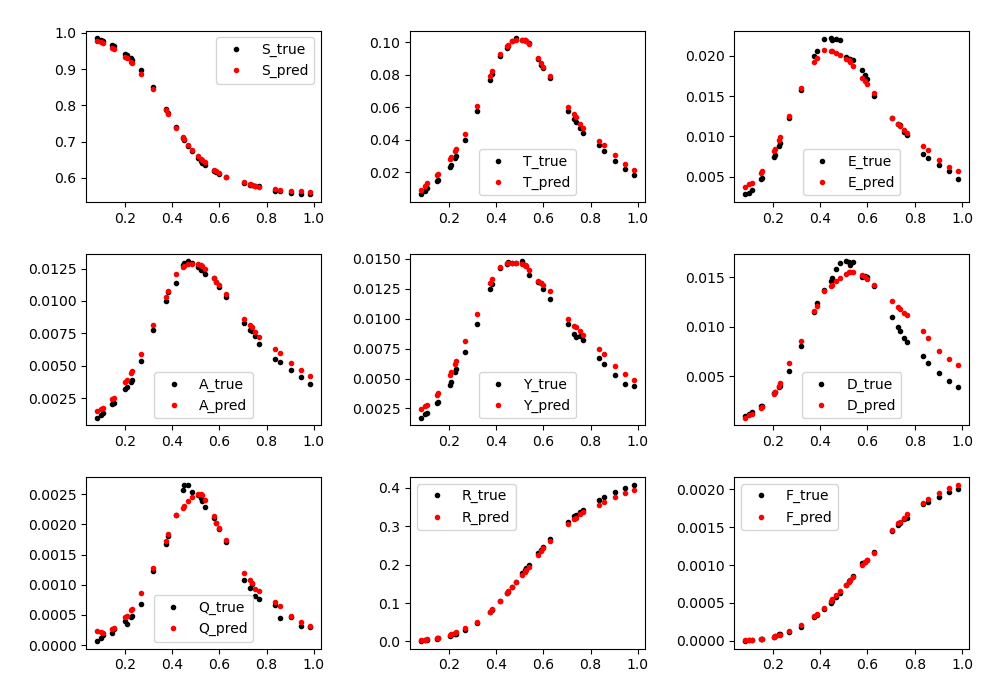 1.0
0.9
0.8
0.7
0.6
S_true
S_pred
0.2 0.4 0.6 0.8 1.0
0.10
0.08
0.06
0.04
0.02
T_true
T_pred
0.2 0.4 0.6 0.8 1.0
0.020
0.015
0.010
0.005
E_true
E_pred
0.2 0.4 0.6 0.8 1.0
0.0125
0.0100
0.0075
0.0050
0.0025
A_true
A_pred
0.2 0.4 0.6 0.8 1.0
0.0150
0.0125
0.0100
0.0075
0.0050
0.0025
Y_true
Y_pred
0.2 0.4 0.6 0.8 1.0
0.015
0.010
0.005
D_true
D_pred
0.2 0.4 0.6 0.8 1.0
0.0025
0.0020
0.0015
0.0010
0.0005
0.0000
Q_true
Q_pred
0.2 0.4 0.6 0.8 1.0
0.4
0.3
0.2
0.1
0.0
R_true
R_pred
0.2 0.4 0.6 0.8 1.0
0.0020
0.0015
0.0010
0.0005
0.0000
F_true
F_pred
0.2 0.4 0.6 0.8 1.0